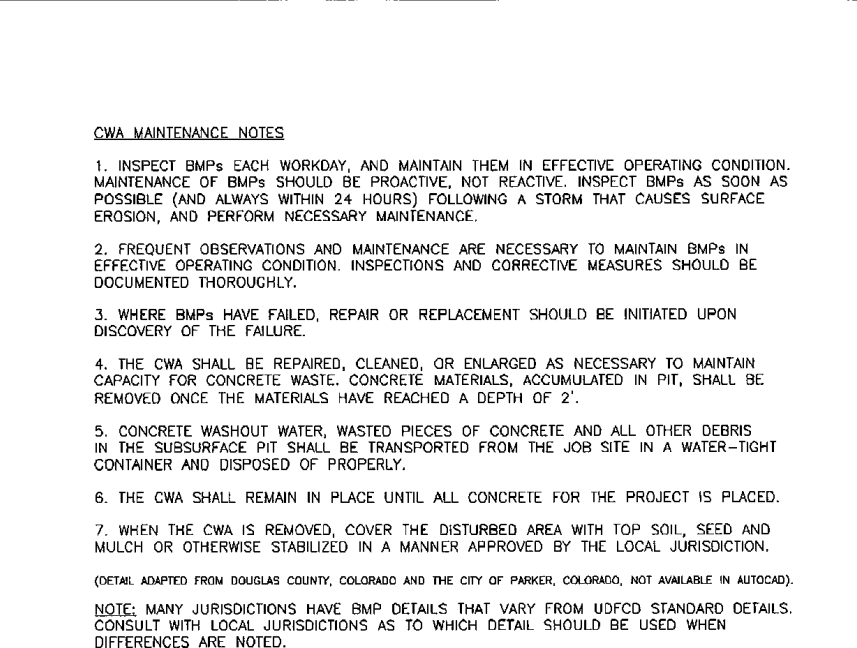 CWA MAINTENANCE NOTES
1. INSPECT BMPs EACH WORKDAY, AND MAINTAIN THEM IN EFFECTIVE OPERATING CONDITION.
MAINTENANCE OF BMPs SHOULD BE PROACTIVE, NOT REACTIVE. INSPECT BMPs AS SOON AS
POSSIBLE (AND ALWAYS WITHIN 24 HOURS) FOLLOWING A STORM THAT CAUSES SURFACE
EROSION, AND PERFORM NECESSARY MAINTENANCE.
2. FREQUENT OBSERVATIONS AND MAINTENANCE ARE NECESSARY TO MAINTAIN BMPs IN
EFFECTIVE OPERATING CONDITION. INSPECTIONS AND CORRECTIVE MEASURES SHOULD BE
DOCUMENTED THOROUGHLY.
3. WHERE BMPs HAVE FAILED, REPAIR OR REPLACEMENT SHOULD BE INITIATED UPON
DISCOVERY OF THE FAILURE.
4. THE CWA SHALL BE REPAIRED, CLEANED, OR ENLARGED AS NECESSARY TO MAINTAIN
CAPACITY FOR CONCRETE WASTE. CONCRETE MATERIALS, ACCUMULATED IN PIT, SHALL BE
REMOVED ONCE THE MATERIALS HAVE REACHED A DEPTH OF 2'.
5. CONCRETE WASHOUT WATER, WASTED PIECES OF CONCRETE AND ALL OTHER DEBRIS
IN THE SUBSURFACE PIT SHALL BE TRANSPORTED FROM THE JOB SITE IN A WATER-TIGHT
CONTAINER AND DISPOSED OF PROPERLY.
6. THE CWA SHALL REMAIN IN PLACE UNTIL ALL CONCRETE FOR THE PROJECT IS PLACED.
7. WHEN THE CWA IS REMOVED, COVER THE DISTURBED AREA WITH TOP SOIL, SEED AND
MULCH OR OTHERWISE STABILIZED IN A MANNER APPROVED BY THE LOCAL JURISDICTION.
(DETAIL ADAPTED FROM DOUGLAS COUNTY, COLORADO AND THE CITY OF PARKER, COLORADO, NOT AVAILABLE IN AUTOCAD).
NOTE: MANY JURISDICTIONS HAVE BMP DETAILS THAT VARY FROM UDFCD STANDARD DETAILS.
CONSULT WITH LOCAL JURISDICTIONS AS TO WHICH DETAIL SHOULD BE USED WHEN
DIFFERENCES ARE NOTED.